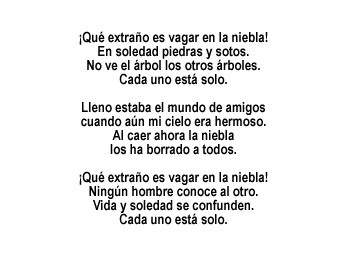 ¡Qué extraño es vagar en la niebla!
En soledad piedras y sotos.
No ve el árbol los otros árboles.
Cada uno está solo.
Lleno estaba el mundo de amigos
cuando aún mi cielo era hermoso.
Al caer ahora la niebla
los ha borrado a todos.
¡Qué extraño es vagar en la niebla!
Ningún hombre conoce al otro.
Vida y soledad se confunden.
Cada uno está solo.